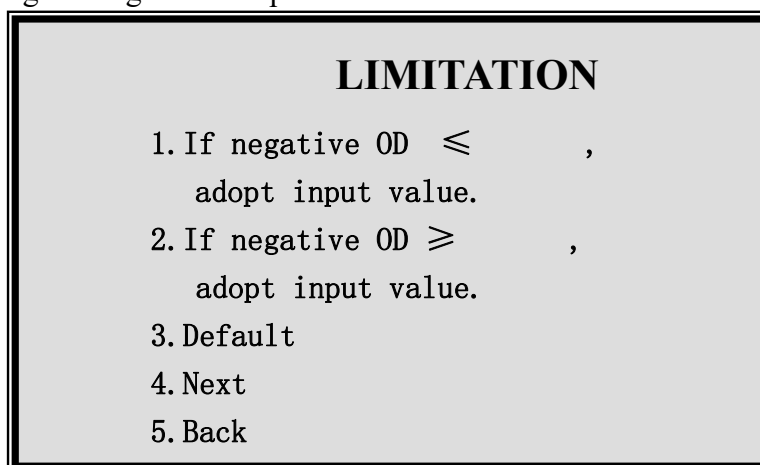 LIMITATION
1. If negative OD ≤ ,
adopt input value.
2. If negative OD ≥ ,
adopt input value.
3. Default
4. Next
5. Back